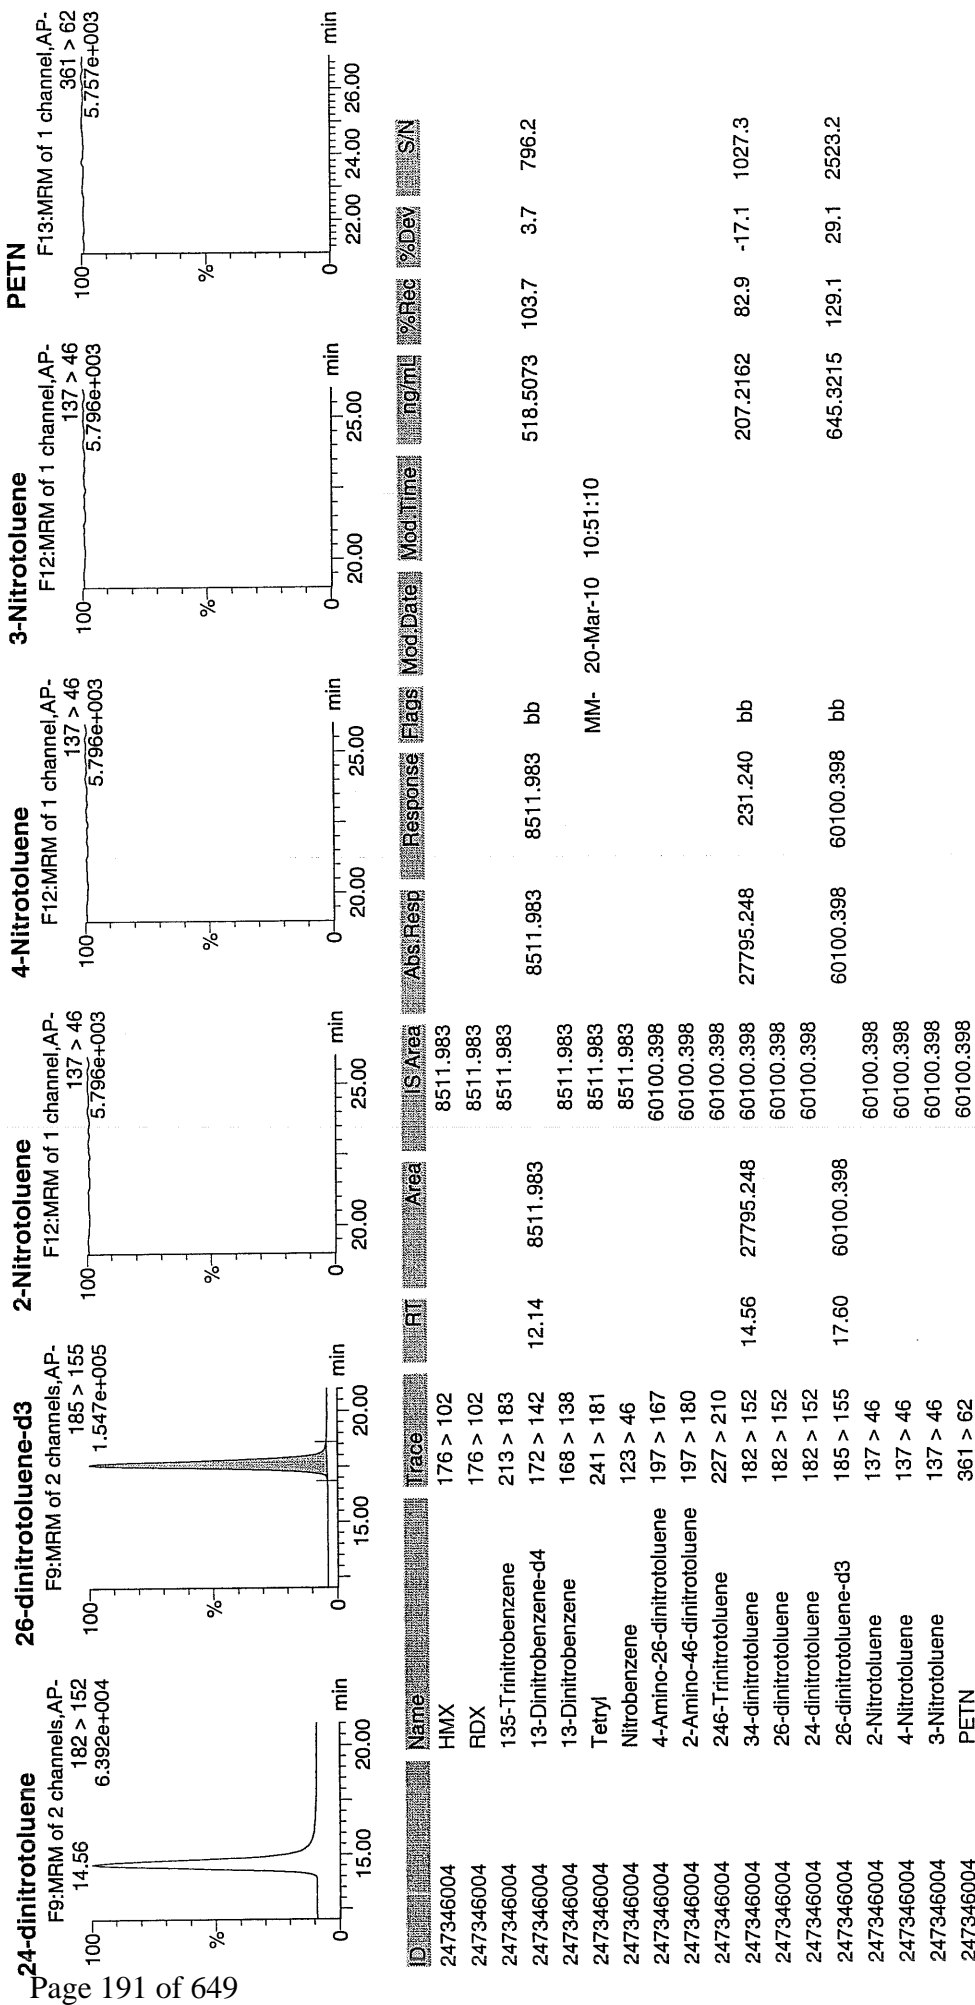 24-dinitrotoluene
F9:MRM of 2 channels,AP-
14.56 182 > 152
6.392e+004
100
%
0
15.00 20.00 min
26-dinitrotoluene-d3
F9:MRM of 2 channels,AP-
185 > 155
1.547e+005
100
%
0
15.00 20.00 min
2-Nitrotoluene
F12:MRM of 1 channel,AP-
137 > 46
5.796e+003
100
%
0
20.00 25.00 min
4-Nitrotoluene
F12:MRM of 1 channel,AP-
137 > 46
5.796e+003
100
%
0
20.00 25.00 min
3-Nitrotoluene
F12:MRM of 1 channel,AP-
137 > 46
5.796e+003
100
%
0
20.00 25.00 min
PETN
F13:MRM of 1 channel,AP-
361 > 62
5.757e+003
100
%
0
22.00 24.00 26.00 min
ID Name Trace RT Area IS Area Abs.Resp Response Flags Mod.Date Mod.Time ng/mL %Rec %Dev S/N
247346004 HMX 176 > 102 8511.983
247346004 RDX 176 > 102 8511.983
247346004 135-Trinitrobenzene 213 > 183 8511.983
247346004 13-Dinitrobenzene-d4 172 > 142 12.14 8511.983 8511.983 8511.983 bb 518.5073 103.7 3.7 796.2
247346004 13-Dinitrobenzene 168 > 138 8511.983
247346004 Tetryl 241 > 181 8511.983 MM- 20-Mar-10 10:51:10
247346004 Nitrobenzene 123 > 46 8511.983
247346004 4-Amino-26-dinitrotoluene 197 > 167 60100.398
247346004 2-Amino-46-dinitrotoluene 197 > 180 60100.398
247346004 246-Trinitrotoluene 227 > 210 60100.398
247346004 34-dinitrotoluene 182 > 152 14.56 27795.248 60100.398 27795.248 231.240 bb 207.2162 82.9 -17.1 1027.3
247346004 26-dinitrotoluene 182 > 152 60100.398
247346004 24-dinitrotoluene 182 > 152 60100.398
247346004 26-dinitrotoluene-d3 185 > 155 17.60 60100.398 60100.398 60100.398 bb 645.3215 129.1 29.1 2523.2
247346004 2-Nitrotoluene 137 > 46 60100.398
247346004 4-Nitrotoluene 137 > 46 60100.398
247346004 3-Nitrotoluene 137 > 46 60100.398
247346004 PETN 361 > 62 60100.398
Page 191 of 649